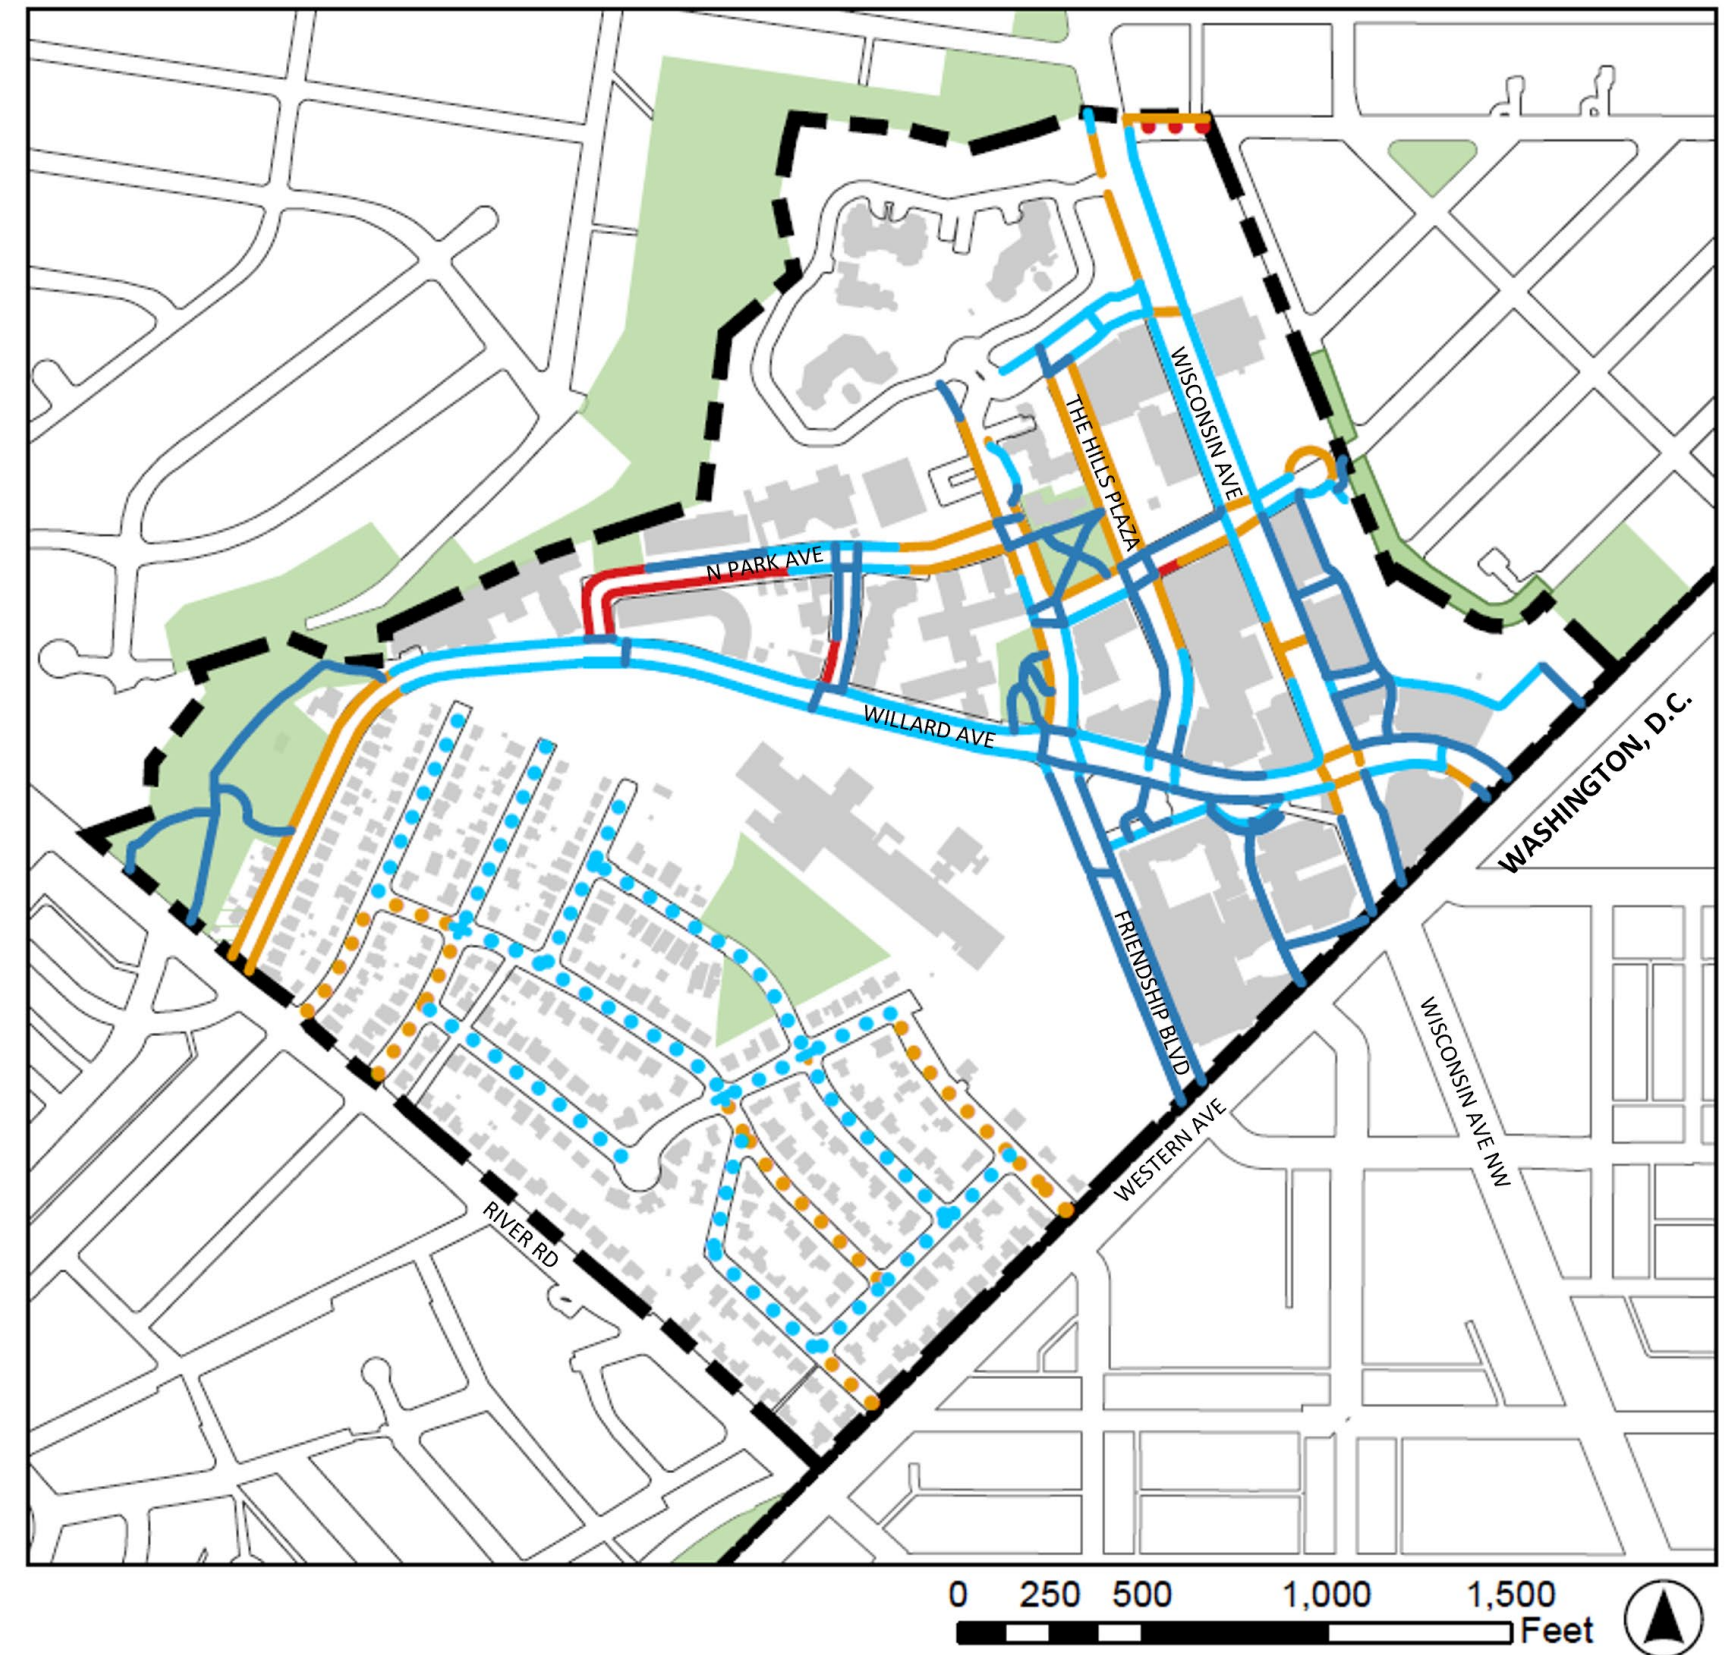 WISCONSIN AVE
THE HILLS PLAZA
N PARK AVE
WILLARD AVE
WASHINGTON, D.C.
FRIENDSHIP BLVD
WISCONSIN AVE NW
WESTERN AVE
RIVER RD
0 250 500 1,000 1,500
Feet